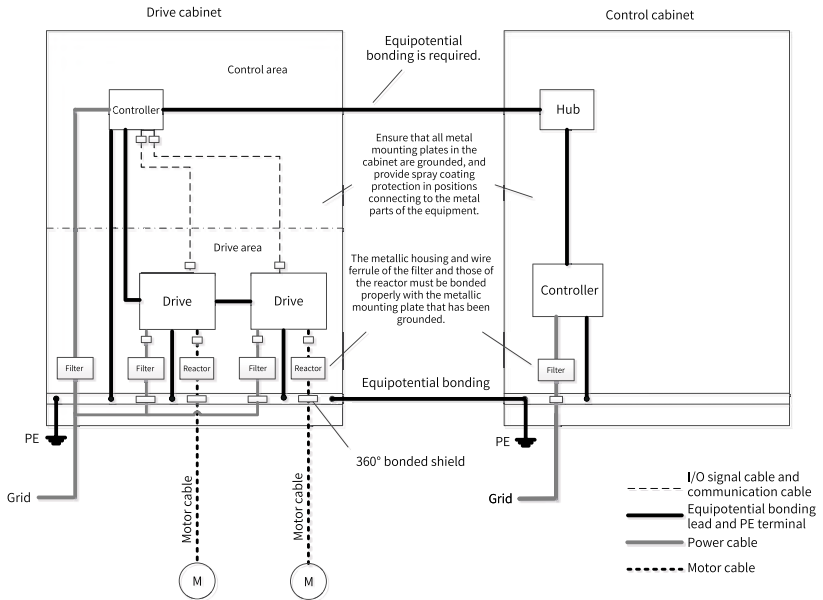 Drive cabinet
Control cabinet
Equipotential
bonding is required.
Control area
Controller
Hub
Ensure that all metal
mounting plates in the
cabinet are grounded, and
provide spray coating
protection in positions
connecting to the metal
parts of the equipment.
Drive area
The metallic housing and wire
ferrule of the filter and those of
the reactor must be bonded
properly with the metallic
mounting plate that has been
grounded.
Drive
Drive
Controller
Filter
Filter
Reactor
Filter
Reactor
Filter
Equipotential bonding
PE
PE
360° bonded shield
Grid
Grid
Motor cable
Motor cable
M
M
I/O signal cable and
communication cable
Equipotential bonding
lead and PE terminal
Power cable
Motor cable